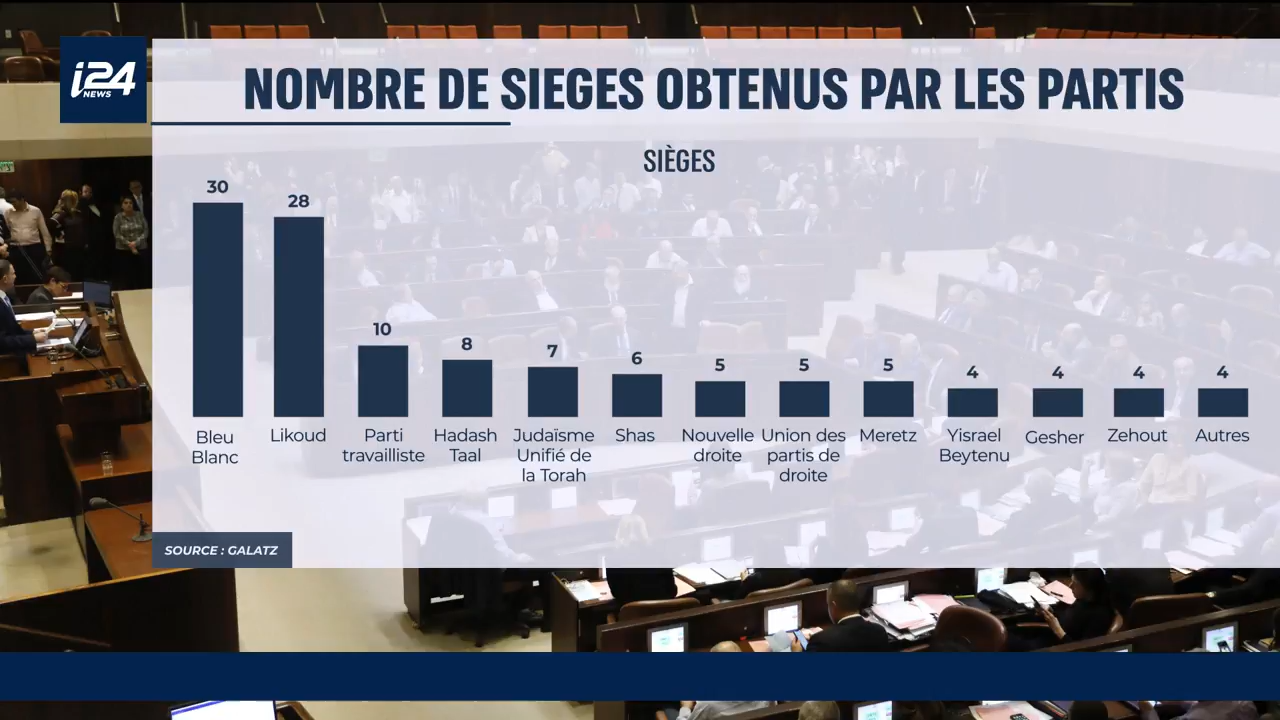 i24
NEWS
NOMBRE DE SIEGES OBTENUS PAR LES PARTIS
SIÈGES
30
28
10
8
7
6
5
5
5
4
4
4
4
Bleu
Blanc
Likoud
Parti
travailliste
Hadash
Taal
Judaïsme
Unifié de
la Torah
Shas
Nouvelle
droite
Union des
partis de
droite
Meretz
Yisrael
Beytenu
Gesher
Zehout
Autres
SOURCE : GALATZ